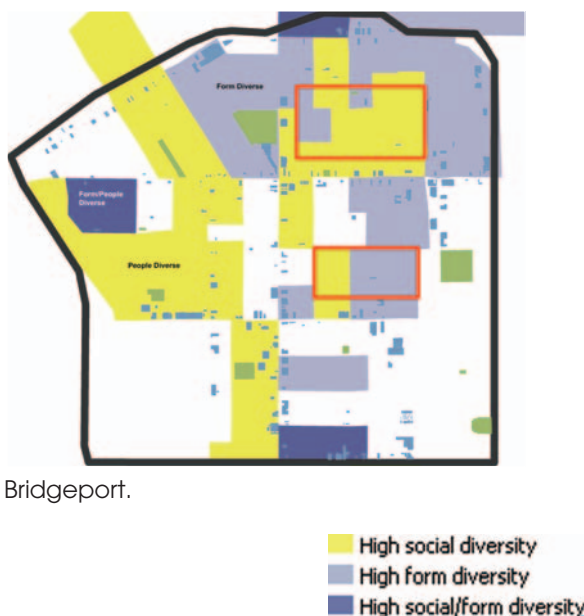 Form Diverse
Form/People
Diverse
People Diverse
Bridgeport.
High social diversity
High form diversity
High social/form diversity